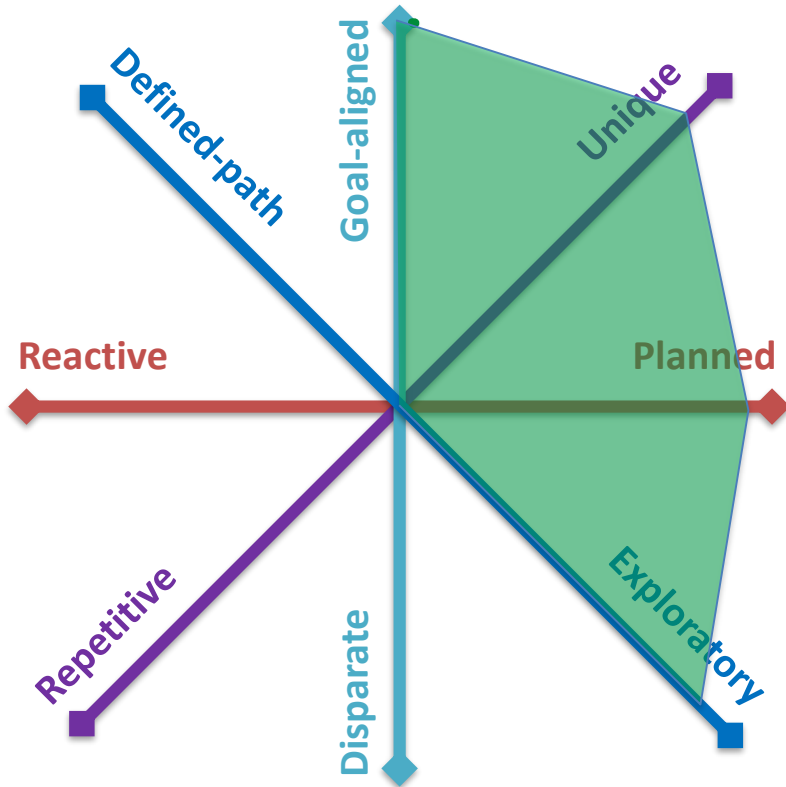 Defined-path
Goal-aligned
Unique
Reactive
Planned
Repetitive
Disparate
Exploratory